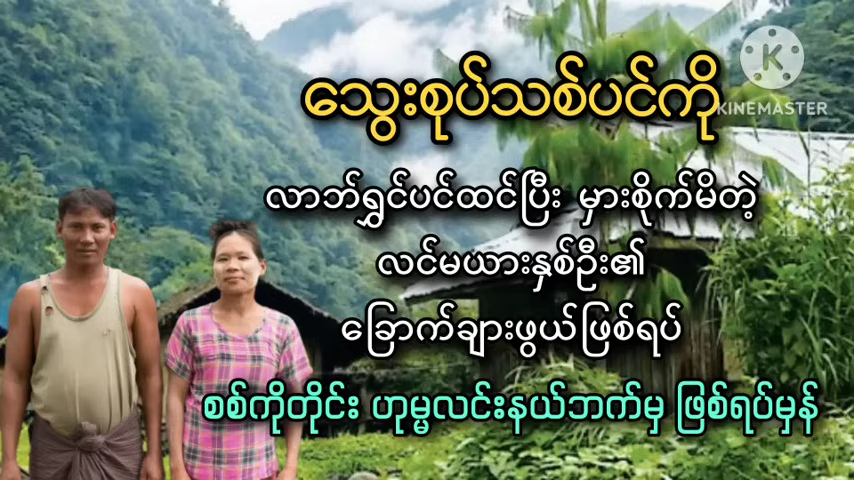 သွေးစုပ်သစ်ပင်ကို
KINEMASTER
လာဘ်ရွှင်ပင်ထင်ပြီး မှားစိုက်မိတဲ့
လင်မယားနှစ်ဦး၏
ခြောက်ချားဖွယ်ဖြစ်ရပ်
စစ်ကိုတိုင်း ဟုမ္မလင်းနယ်ဘက်မှ ဖြစ်ရပ်မှန်